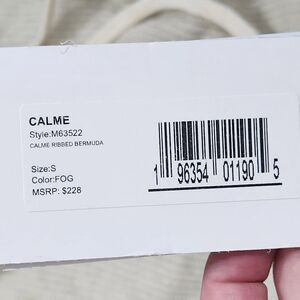 CALME
Style:M63522
CALME RIBBED BERMUDA
Size:S
Color:FOG
MSRP: $228
1 96354 01190 5